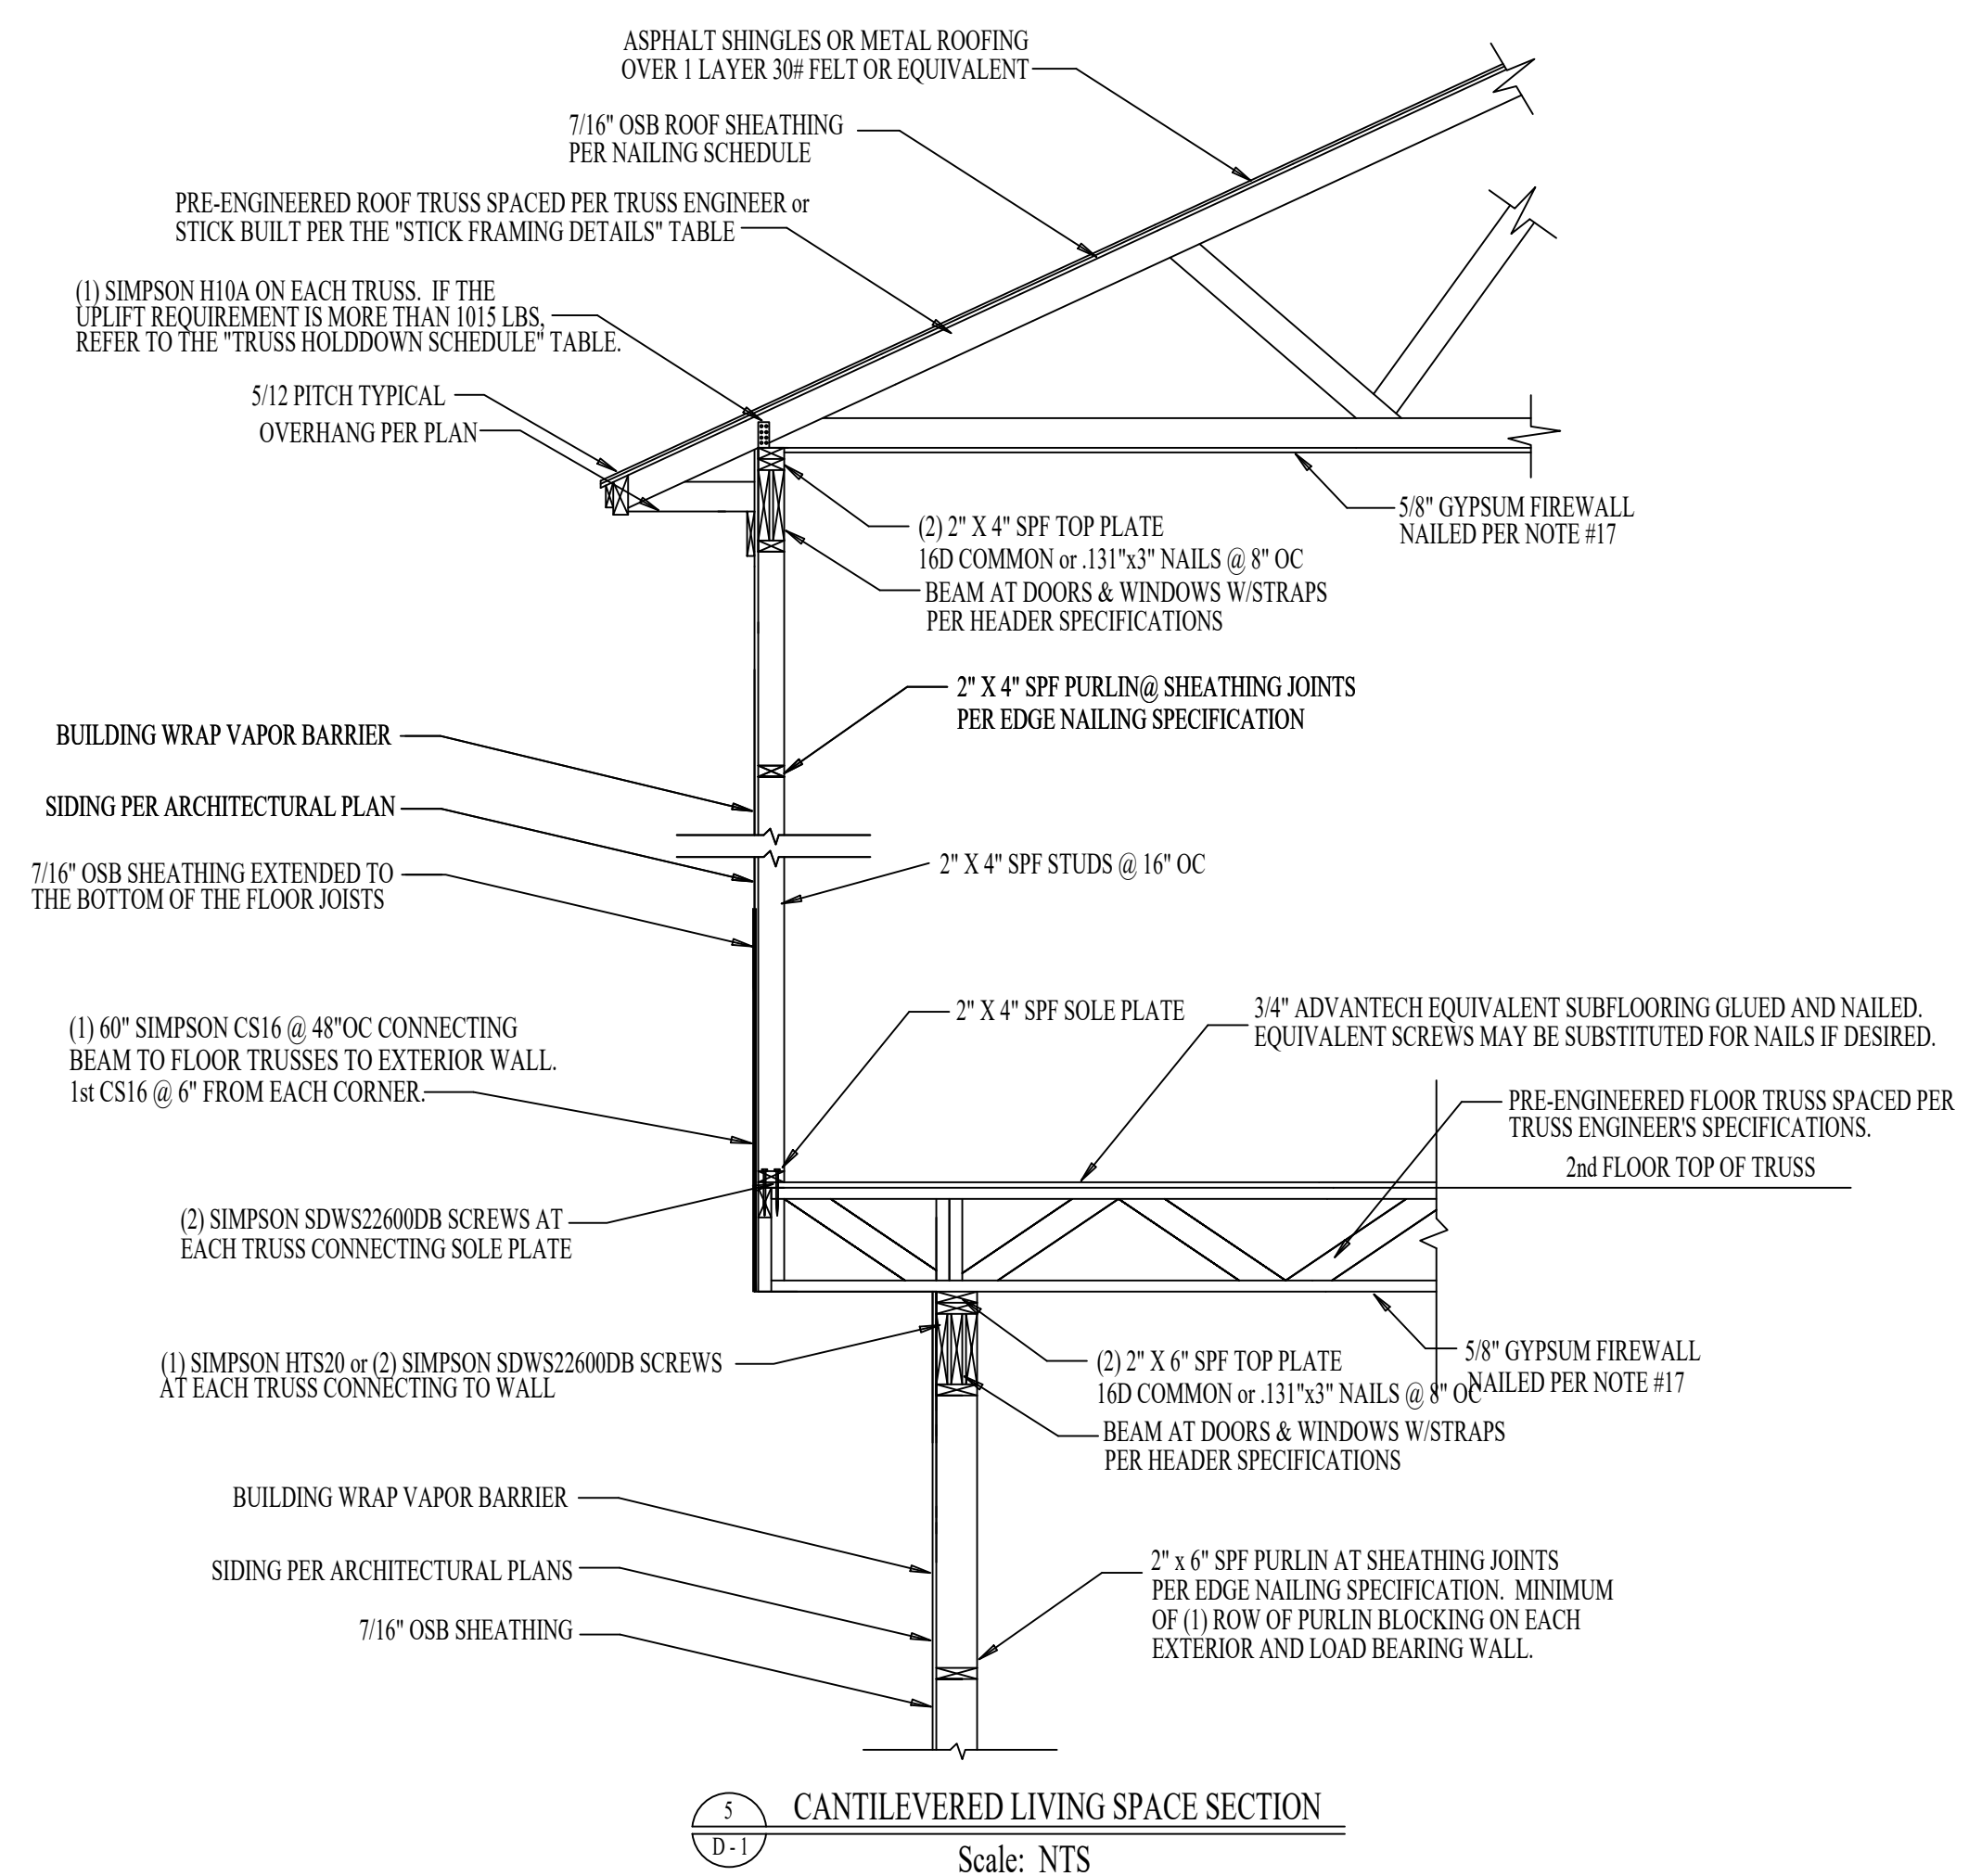 ASPHALT SHINGLES OR METAL ROOFING
OVER 1 LAYER 30# FELT OR EQUIVALENT
7/16" OSB ROOF SHEATHING
PER NAILING SCHEDULE
PRE-ENGINEERED ROOF TRUSS SPACED PER TRUSS ENGINEER or
STICK BUILT PER THE "STICK FRAMING DETAILS" TABLE
(1) SIMPSON H10A ON EACH TRUSS.  IF THE
UPLIFT REQUIREMENT IS MORE THAN 1015 LBS,
REFER TO THE "TRUSS HOLDDOWN SCHEDULE" TABLE.
5/12 PITCH TYPICAL
OVERHANG PER PLAN
5/8" GYPSUM FIREWALL
NAILED PER NOTE #17
(2) 2" X 4" SPF TOP PLATE
16D COMMON or .131"x3" NAILS @ 8" OC
BEAM AT DOORS & WINDOWS W/STRAPS
PER HEADER SPECIFICATIONS
2" X 4" SPF PURLIN@ SHEATHING JOINTS
PER EDGE NAILING SPECIFICATION
BUILDING WRAP VAPOR BARRIER
SIDING PER ARCHITECTURAL PLAN
7/16" OSB SHEATHING EXTENDED TO
THE BOTTOM OF THE FLOOR JOISTS
2" X 4" SPF STUDS @ 16" OC
(1) 60" SIMPSON CS16 @ 48"OC CONNECTING
BEAM TO FLOOR TRUSSES TO EXTERIOR WALL.
1st CS16 @ 6" FROM EACH CORNER.
2" X 4" SPF SOLE PLATE
3/4" ADVANTECH EQUIVALENT SUBFLOORING GLUED AND NAILED.
EQUIVALENT SCREWS MAY BE SUBSTITUTED FOR NAILS IF DESIRED.
PRE-ENGINEERED FLOOR TRUSS SPACED PER
TRUSS ENGINEER'S SPECIFICATIONS.
2nd FLOOR TOP OF TRUSS
(2) SIMPSON SDWS22600DB SCREWS AT
EACH TRUSS CONNECTING SOLE PLATE
(1) SIMPSON HTS20 or (2) SIMPSON SDWS22600DB SCREWS
AT EACH TRUSS CONNECTING TO WALL
(2) 2" X 6" SPF TOP PLATE
16D COMMON or .131"x3" NAILS @ 8" OC
5/8" GYPSUM FIREWALL
NAILED PER NOTE #17
BEAM AT DOORS & WINDOWS W/STRAPS
PER HEADER SPECIFICATIONS
BUILDING WRAP VAPOR BARRIER
SIDING PER ARCHITECTURAL PLANS
7/16" OSB SHEATHING
2" x 6" SPF PURLIN AT SHEATHING JOINTS
PER EDGE NAILING SPECIFICATION.  MINIMUM
OF (1) ROW OF PURLIN BLOCKING ON EACH
EXTERIOR AND LOAD BEARING WALL.
5
D - 1
CANTILEVERED LIVING SPACE SECTION
Scale:  NTS